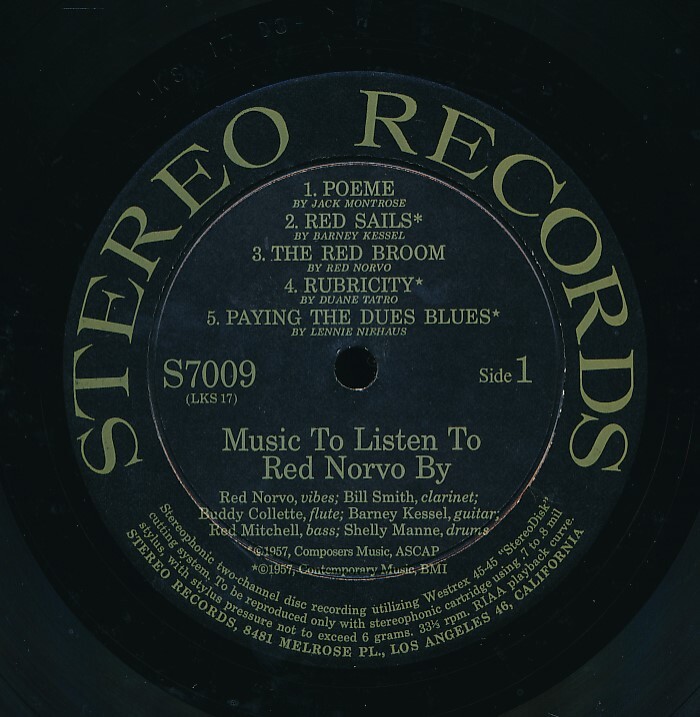 STEREO RECORDS
1. POEME
BY JACK MONTROSE
2. RED SAILS*
BY BARNEY KESSEL
3. THE RED BROOM
BY RED NORVO
4. RUBRICITY*
BY DUANE TATRO
5. PAYING THE DUES BLUES*
BY LENNIE NIEHAUS
S7009
(LKS 17)
Side 1
Music To Listen To
Red Norvo By
Red Norvo, vibes; Bill Smith, clarinet;
Buddy Collette, flute; Barney Kessel, guitar;
Red Mitchell, bass; Shelly Manne, drums
*©1957, Composers Music, ASCAP
*©1957, Contemporary Music, BMI
Stereophonic two-channel disc recording utilizing Westrex 45-45 "StereoDisk"
cutting system. To be reproduced only with stereophonic cartridge using .7 to 8 mil
stylus, with stylus pressure not to exceed 6 grams. 33⅓ rpm. RIAA playback curve.
STEREO RECORDS, 8481 MELROSE PL., LOS ANGELES 46, CALIFORNIA